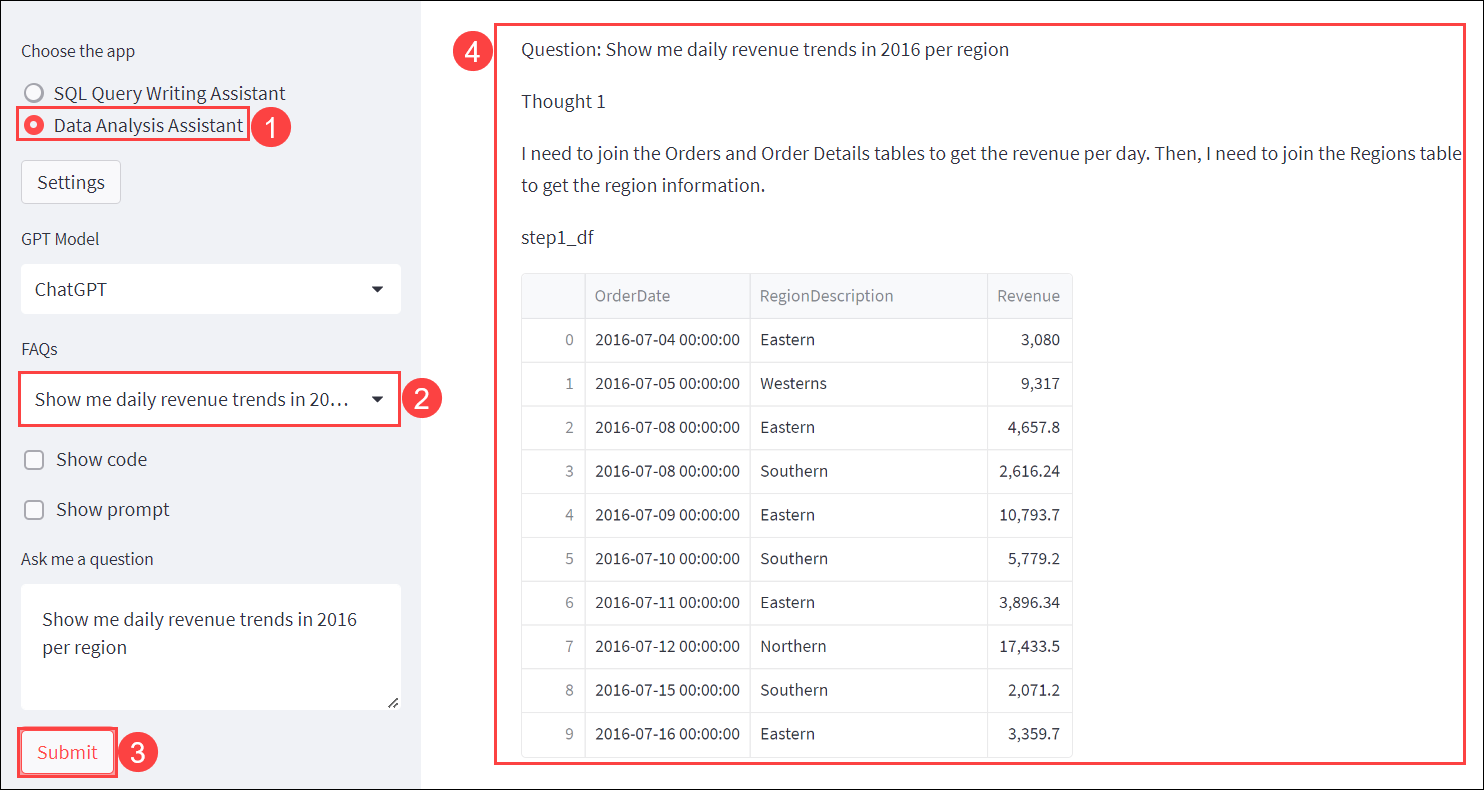 Choose the app
SQL Query Writing Assistant
Data Analysis Assistant
1
Settings
GPT Model
ChatGPT
FAQs
Show me daily revenue trends in 20...
2
Show code
Show prompt
Ask me a question
Show me daily revenue trends in 2016
per region
Submit
3
4
Question: Show me daily revenue trends in 2016 per region
Thought 1
I need to join the Orders and Order Details tables to get the revenue per day. Then, I need to join the Regions table
to get the region information.
step1_df
OrderDate RegionDescription Revenue
0 2016-07-04 00:00:00 Eastern 3,080
1 2016-07-05 00:00:00 Westerns 9,317
2 2016-07-08 00:00:00 Eastern 4,657.8
3 2016-07-08 00:00:00 Southern 2,616.24
4 2016-07-09 00:00:00 Eastern 10,793.7
5 2016-07-10 00:00:00 Southern 5,779.2
6 2016-07-11 00:00:00 Eastern 3,896.34
7 2016-07-12 00:00:00 Northern 17,433.5
8 2016-07-15 00:00:00 Southern 2,071.2
9 2016-07-16 00:00:00 Eastern 3,359.7